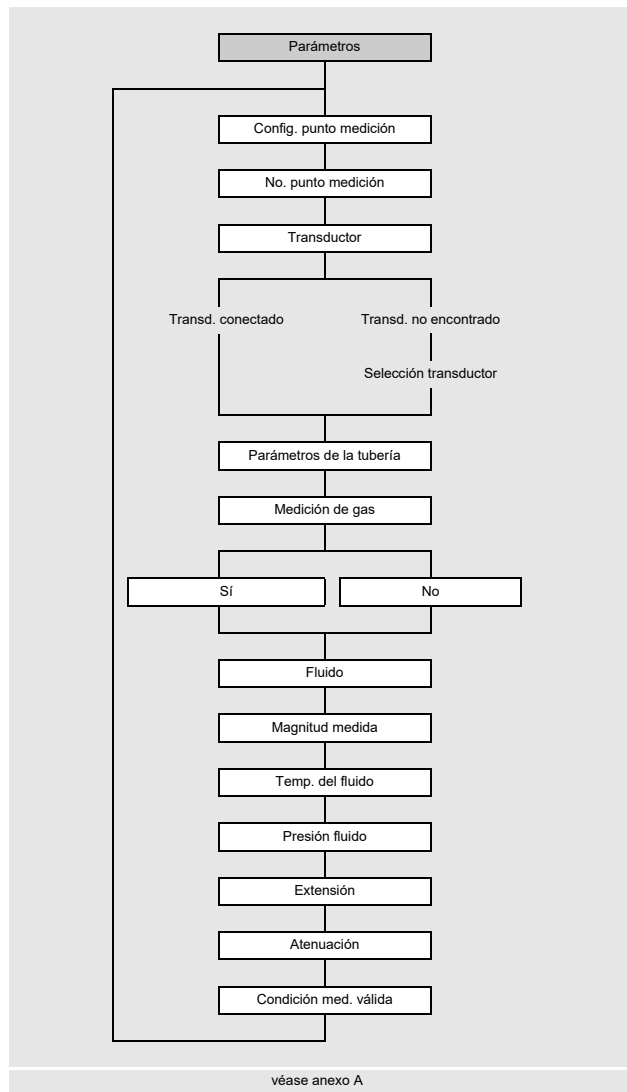 Parámetros
Config. punto medición
No. punto medición
Transductor
Transd. conectado
Transd. no encontrado
Selección transductor
Parámetros de la tubería
Medición de gas
Sí
No
Fluido
Magnitud medida
Temp. del fluido
Presión fluido
Extensión
Atenuación
Condición med. válida
véase anexo A